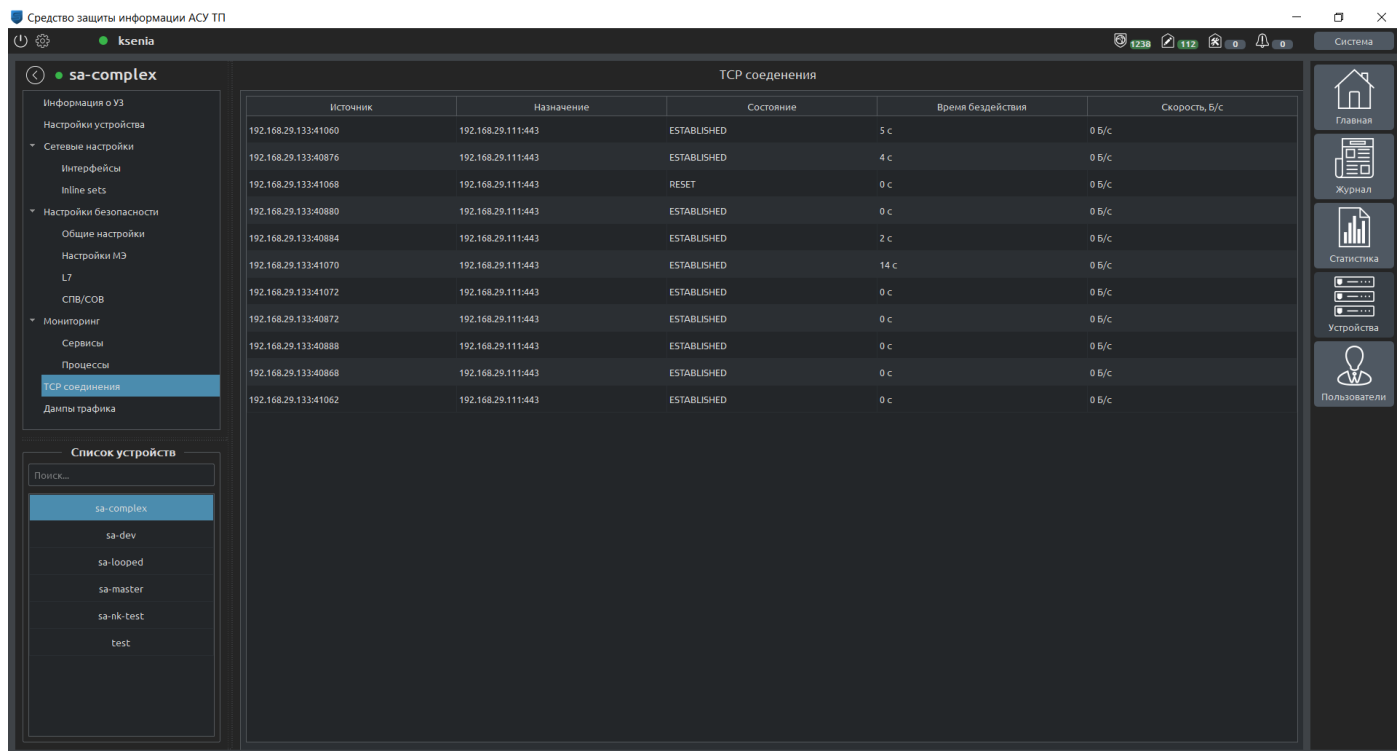 Средство защиты информации АСУ ТП
ksenia
1238 112 0 0
Система
sa-complex
Информация о УЗ
Настройки устройства
Сетевые настройки
Интерфейсы
Inline sets
Настройки безопасности
Общие настройки
Настройки МЭ
L7
СПВ/СОВ
Мониторинг
Сервисы
Процессы
TCP соединения
Дампы трафика
Список устройств
Поиск...
sa-complex
sa-dev
sa-looped
sa-master
sa-nk-test
test
TCP соеденения
Источник Назначение Состояние Время бездействия Скорость, Б/с
192.168.29.133:41060 192.168.29.111:443 ESTABLISHED 5 с 0 Б/с
192.168.29.133:40876 192.168.29.111:443 ESTABLISHED 4 с 0 Б/с
192.168.29.133:41068 192.168.29.111:443 RESET 0 с 0 Б/с
192.168.29.133:40880 192.168.29.111:443 ESTABLISHED 0 с 0 Б/с
192.168.29.133:40884 192.168.29.111:443 ESTABLISHED 2 с 0 Б/с
192.168.29.133:41070 192.168.29.111:443 ESTABLISHED 14 с 0 Б/с
192.168.29.133:41072 192.168.29.111:443 ESTABLISHED 0 с 0 Б/с
192.168.29.133:40872 192.168.29.111:443 ESTABLISHED 0 с 0 Б/с
192.168.29.133:40888 192.168.29.111:443 ESTABLISHED 0 с 0 Б/с
192.168.29.133:40868 192.168.29.111:443 ESTABLISHED 0 с 0 Б/с
192.168.29.133:41062 192.168.29.111:443 ESTABLISHED 0 с 0 Б/с
Главная
Журнал
Статистика
Устройства
Пользователи